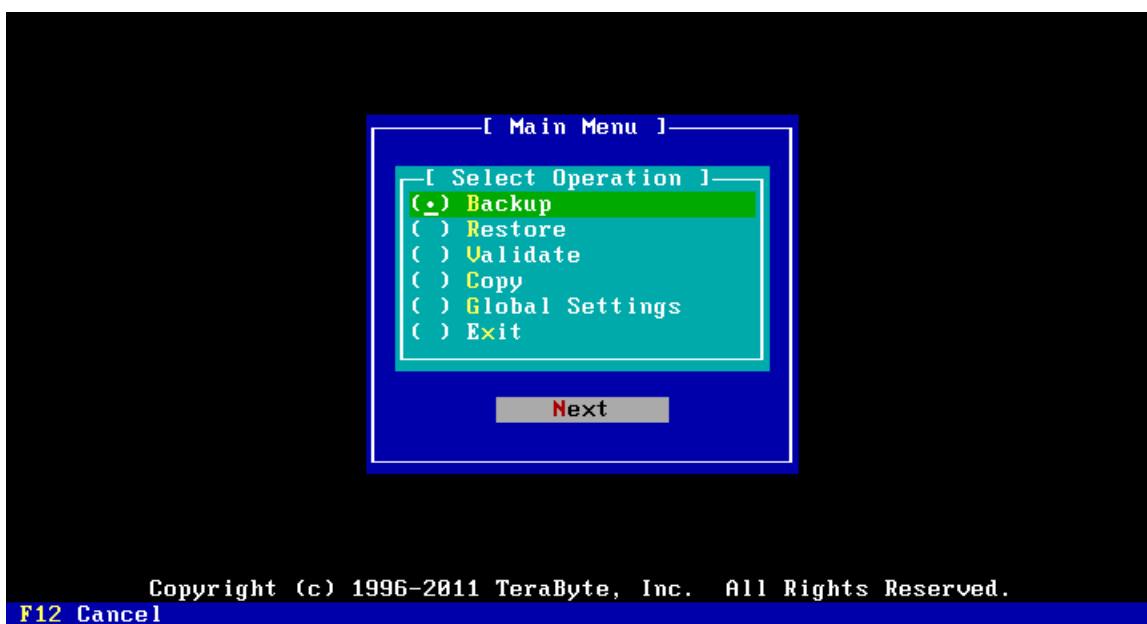 [ Main Menu ]
[ Select Operation ]
(•) Backup
( ) Restore
( ) Validate
( ) Copy
( ) Global Settings
( ) Exit
Next
Copyright (c) 1996-2011 TeraByte, Inc. All Rights Reserved.
F12 Cancel